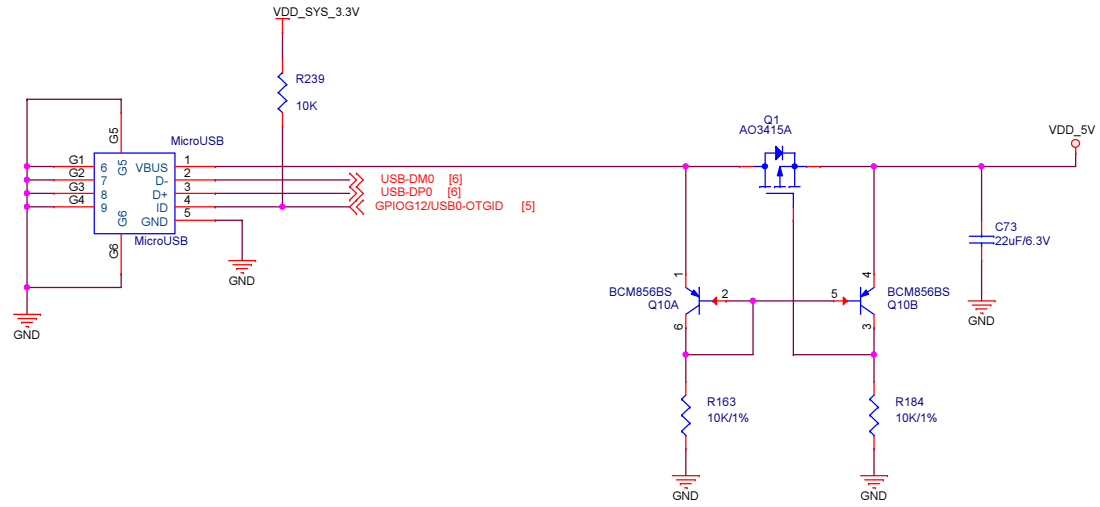 VDD_SYS_3.3V
R239
10K
Q1
AO3415A
VDD_5V
G5
MicroUSB
G1 6 G5 VBUS 1
G2 7 D- 2 USB-DM0 [6]
G3 8 D+ 3 USB-DP0 [6]
G4 9 ID 4 GPIOG12/USB0-OTGID [5]
G6 GND 5
MicroUSB
G6
GND
GND
C73
22uF/6.3V
GND
1
4
BCM856BS
Q10A
2
5
BCM856BS
Q10B
6
3
R163
10K/1%
R184
10K/1%
GND
GND